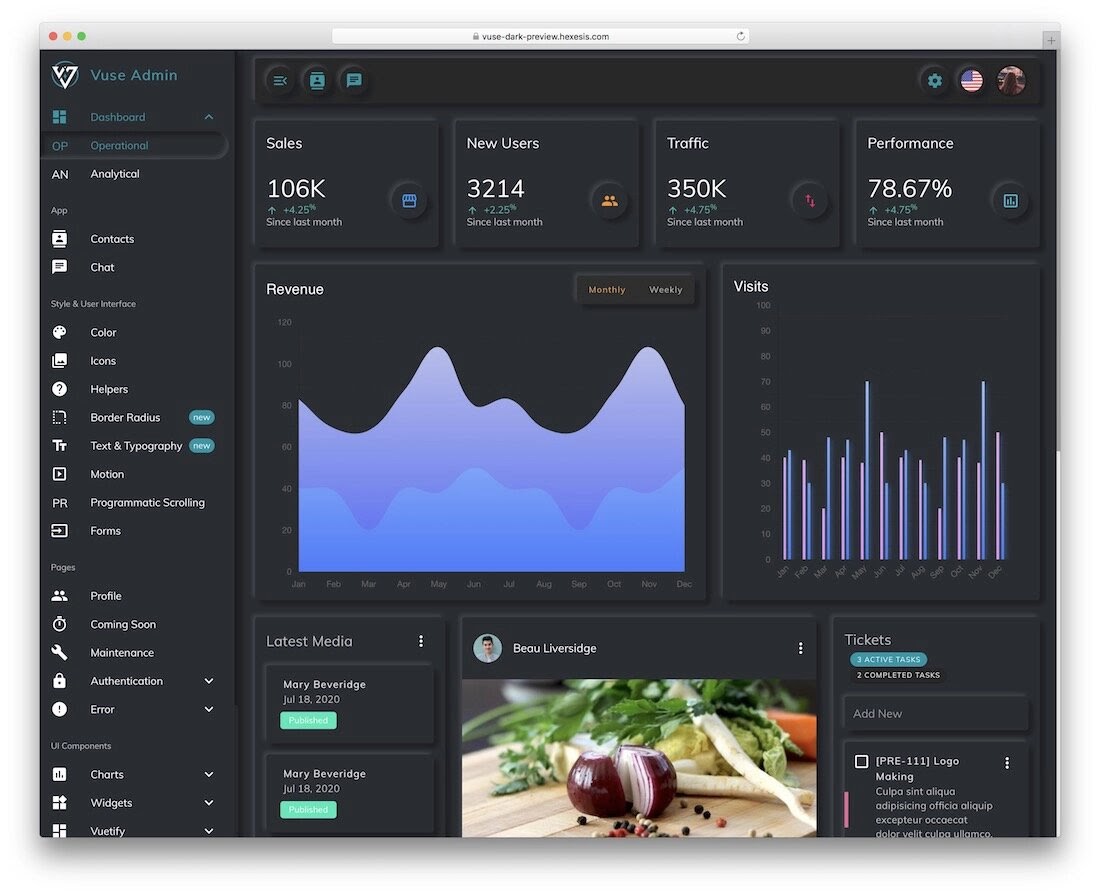 vuse-dark-preview.hexesis.com
Vuse Admin
Dashboard
OP Operational
AN Analytical
App
Contacts
Chat
Style & User Interface
Color
Icons
Helpers
Border Radius new
Tт Text & Typography new
Motion
PR Programmatic Scrolling
Forms
Pages
Profile
Coming Soon
Maintenance
Authentication
Error
UI Components
Charts
Widgets
Vuetify
Sales
106K
+4.25%
Since last month
New Users
3214
+2.25%
Since last month
Traffic
350K
+4.75%
Since last month
Performance
78.67%
+4.75%
Since last month
Revenue
Monthly Weekly
120
100
80
60
40
20
0
Jan Feb Mar Apr May Jun Jul Aug Sep Oct Nov Dec
Visits
100
90
80
70
60
50
40
30
20
10
0
Jan Feb Mar Apr May Jun Jul Aug Sep Oct Nov Dec
Latest Media
Mary Beveridge
Jul 18, 2020
Published
Mary Beveridge
Jul 18, 2020
Published
Beau Liversidge
Tickets
3 ACTIVE TASKS
2 COMPLETED TASKS
Add New
[PRE-111] Logo
Making
Culpa sint aliqua
adipisicing officia aliquip
excepteur occaecat
dolor velit culpa ullamco.